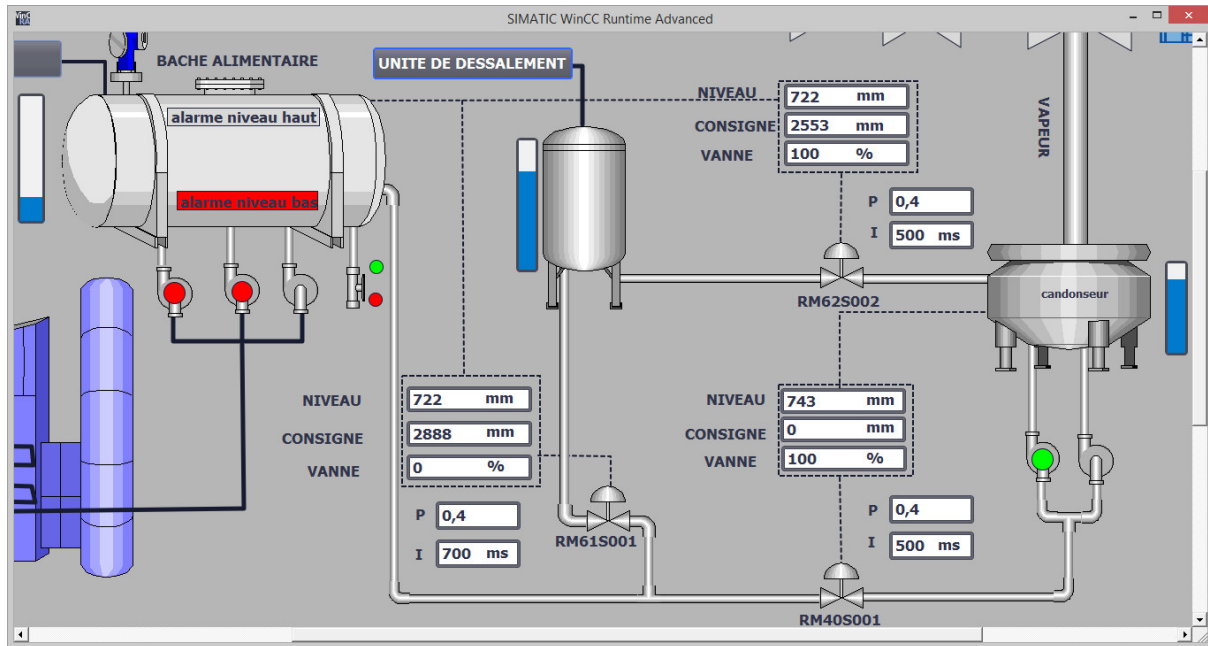 SIMATIC WinCC Runtime Advanced
BACHE ALIMENTAIRE
UNITE DE DESSALEMENT
alarme niveau haut
alarme niveau bas
NIVEAU 722 mm
CONSIGNE 2553 mm
VANNE 100 %
P 0,4
I 500 ms
VAPEUR
RM62S002
candonseur
NIVEAU 722 mm
CONSIGNE 2888 mm
VANNE 0 %
P 0,4
I 700 ms
RM61S001
NIVEAU 743 mm
CONSIGNE 0 mm
VANNE 100 %
P 0,4
I 500 ms
RM40S001